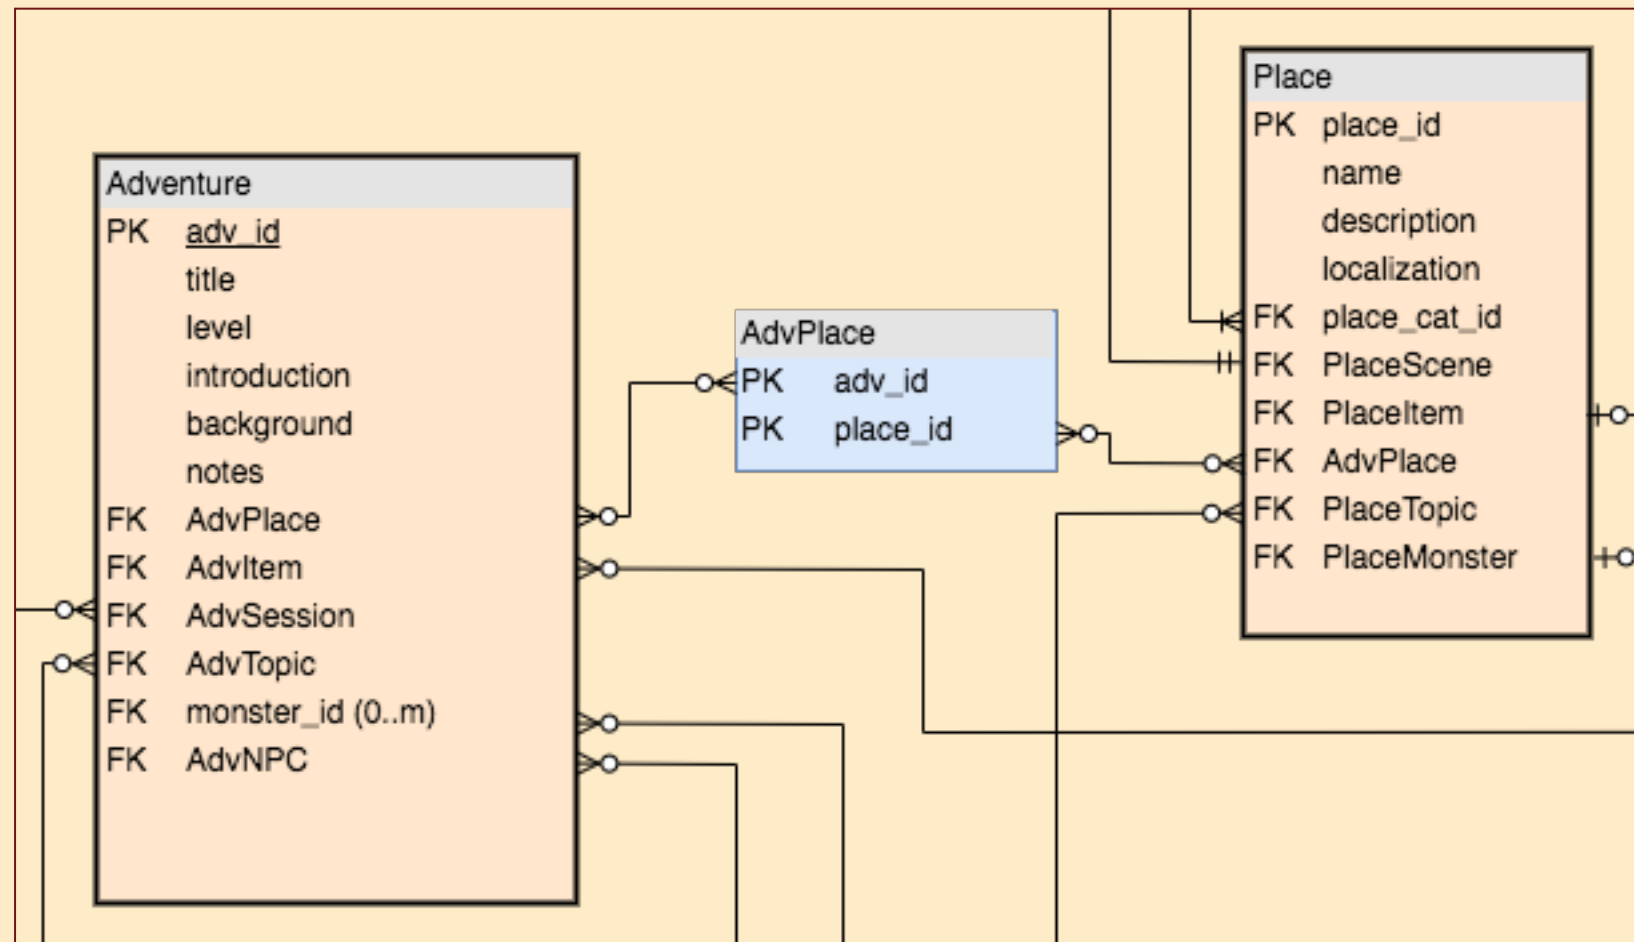 Adventure
PK adv_id
title
level
introduction
background
notes
FK AdvPlace
FK AdvItem
FK AdvSession
FK AdvTopic
FK monster_id (0..m)
FK AdvNPC
AdvPlace
PK adv_id
PK place_id
Place
PK place_id
name
description
localization
FK place_cat_id
FK PlaceScene
FK PlaceItem
FK AdvPlace
FK PlaceTopic
FK PlaceMonster